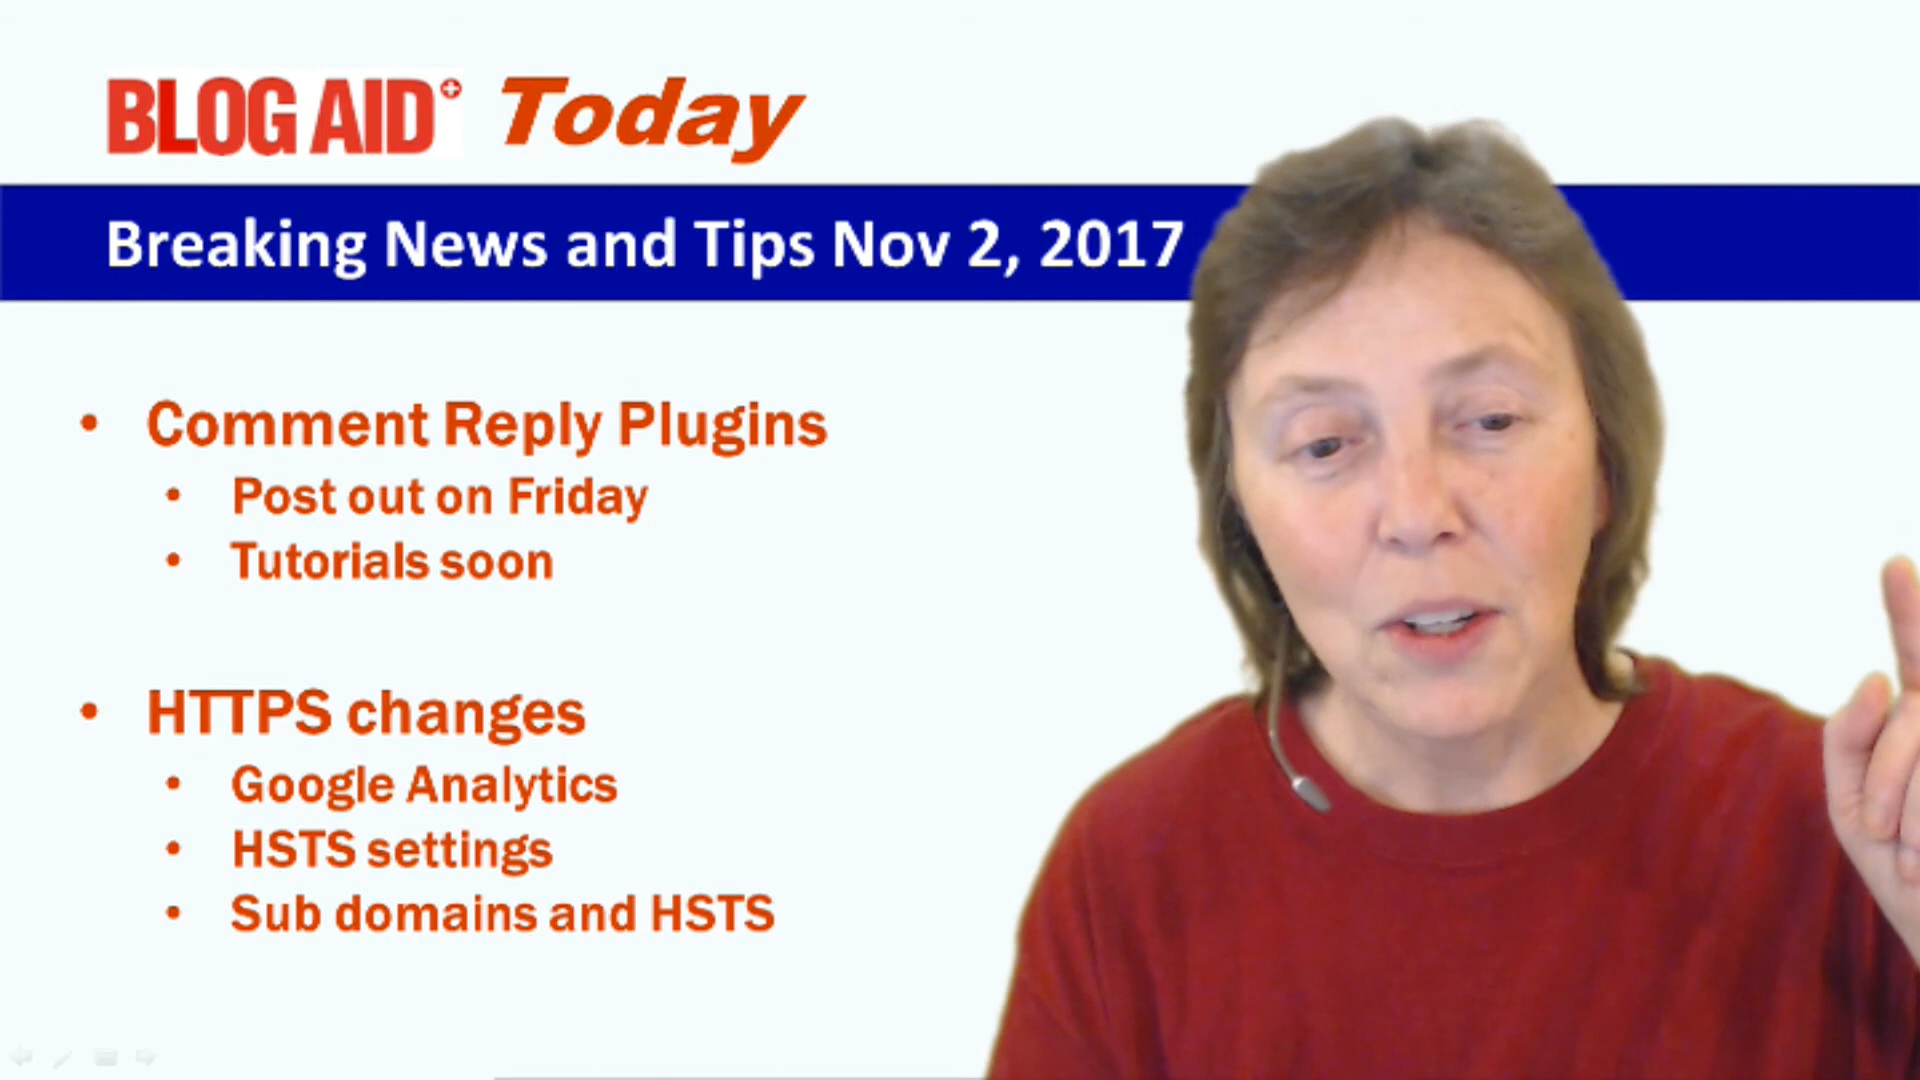 BLOG AID+ Today
Breaking News and Tips Nov 2, 2017
• Comment Reply Plugins
• Post out on Friday
• Tutorials soon
• HTTPS changes
• Google Analytics
• HSTS settings
• Sub domains and HSTS